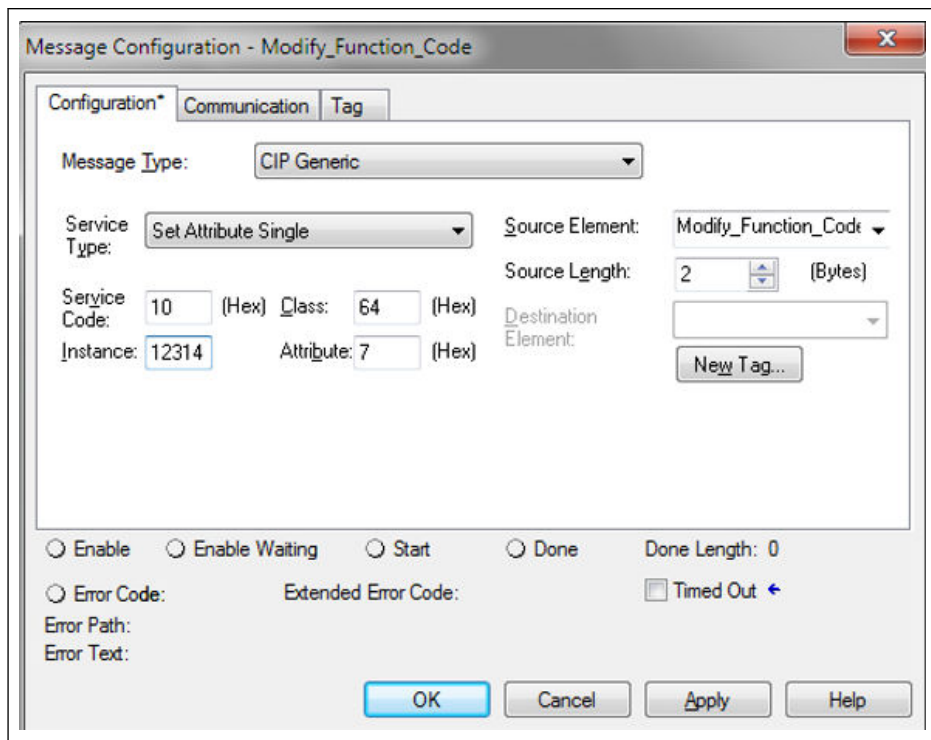 Message Configuration - Modify_Function_Code
Configuration* Communication Tag
Message Type: CIP Generic
Service Type: Set Attribute Single
Source Element: Modify_Function_Code
Source Length: 2 (Bytes)
Service Code: 10 (Hex) Class: 64 (Hex)
Destination Element:
Instance: 12314 Attribute: 7 (Hex)
New Tag...
Enable Enable Waiting Start Done Done Length: 0
Error Code: Extended Error Code: Timed Out
Error Path:
Error Text:
OK Cancel Apply Help